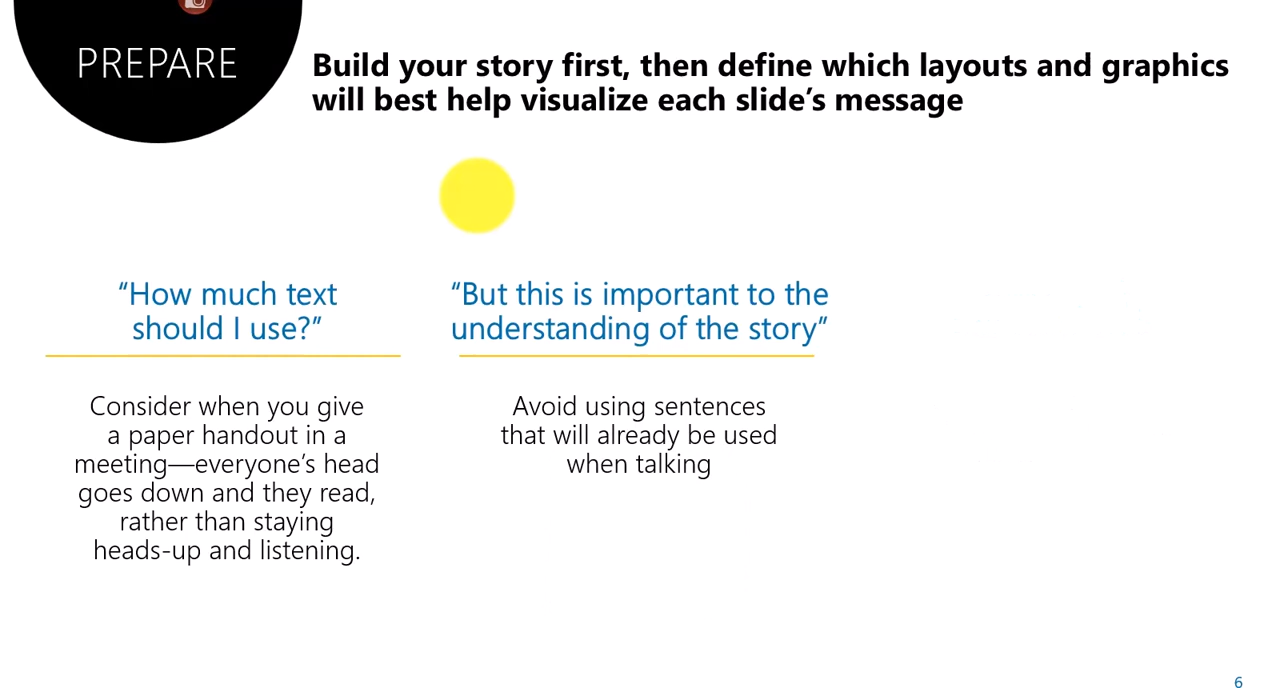 PREPARE
Build your story first, then define which layouts and graphics
will best help visualize each slide’s message
“How much text
should I use?”
Consider when you give
a paper handout in a
meeting—everyone’s head
goes down and they read,
rather than staying
heads-up and listening.
“But this is important to the
understanding of the story”
Avoid using sentences
that will already be used
when talking
6